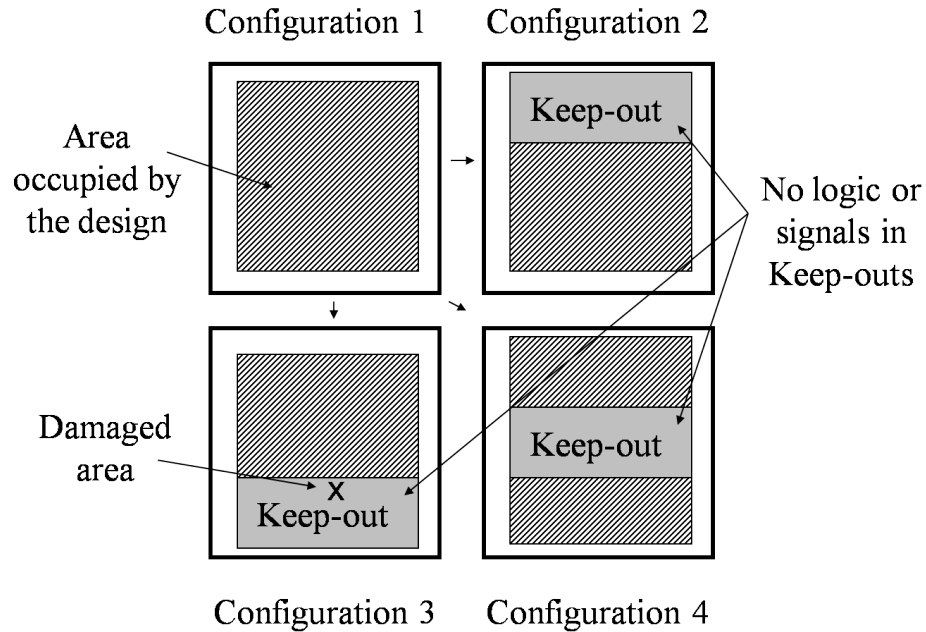 Configuration 1
Configuration 2
Area
occupied by
the design
Keep-out
No logic or
signals in
Keep-outs
Damaged
area
X
Keep-out
Keep-out
Configuration 3
Configuration 4